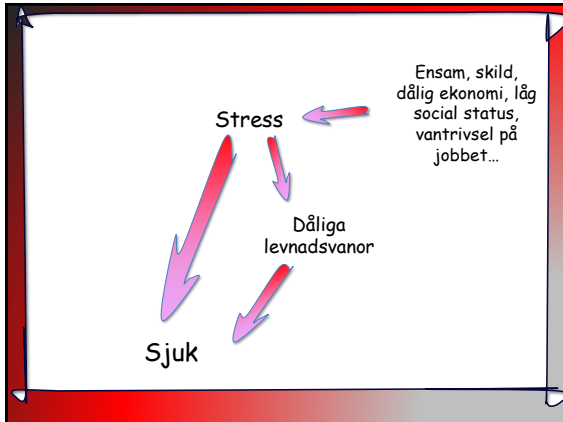 Ensam, skild,
dålig ekonomi, låg
social status,
vantrivsel på
jobbet…
Stress
Dåliga
levnadsvanor
Sjuk